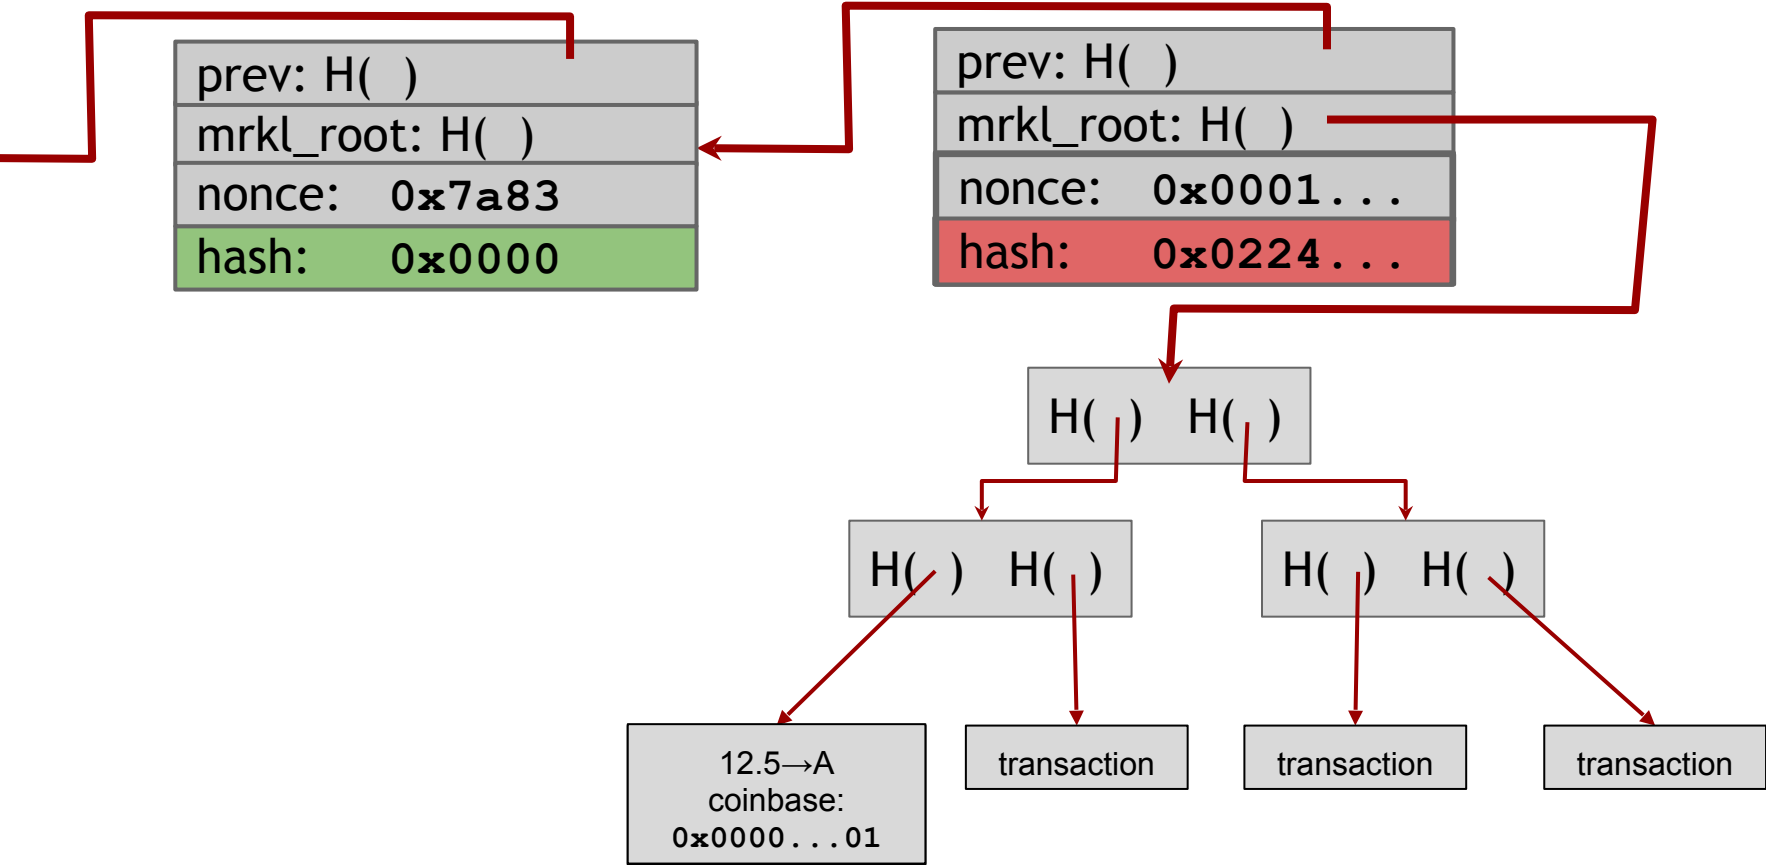 prev: H( )
mrkl_root: H( )
nonce: 0x7a83
hash: 0x0000
prev: H( )
mrkl_root: H( )
nonce: 0x0001...
hash: 0x0224...
H( ) H( )
H( ) H( )
H( ) H( )
12.5→A
coinbase:
0x0000...01
transaction
transaction
transaction